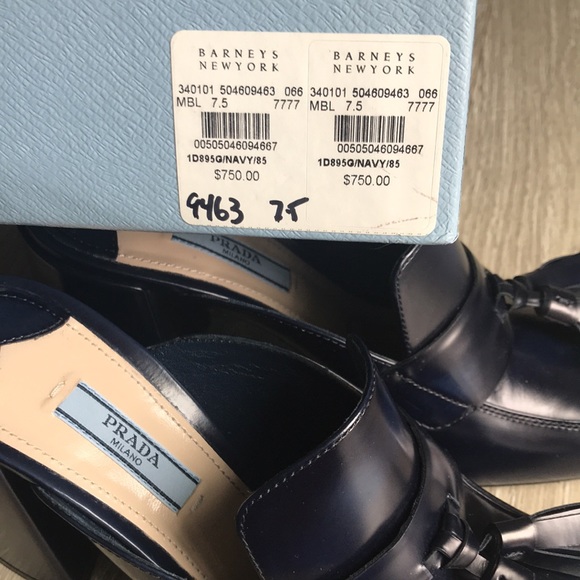 BARNEYS
NEWYORK
340101 504609463 066
MBL 7.5 7777
00505046094667
1D895G/NAVY/85
$750.00
BARNEYS
NEWYORK
340101 504609463 066
MBL 7.5 7777
00505046094667
1D895G/NAVY/85
$750.00
9463 7.5
PRADA
MILANO
PRADA
MILANO